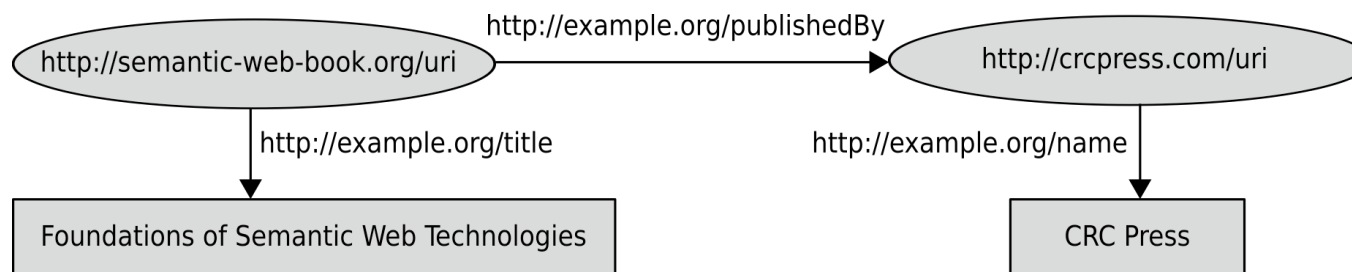 http://example.org/publishedBy
http://semantic-web-book.org/uri
http://crcpress.com/uri
http://example.org/title
http://example.org/name
Foundations of Semantic Web Technologies
CRC Press